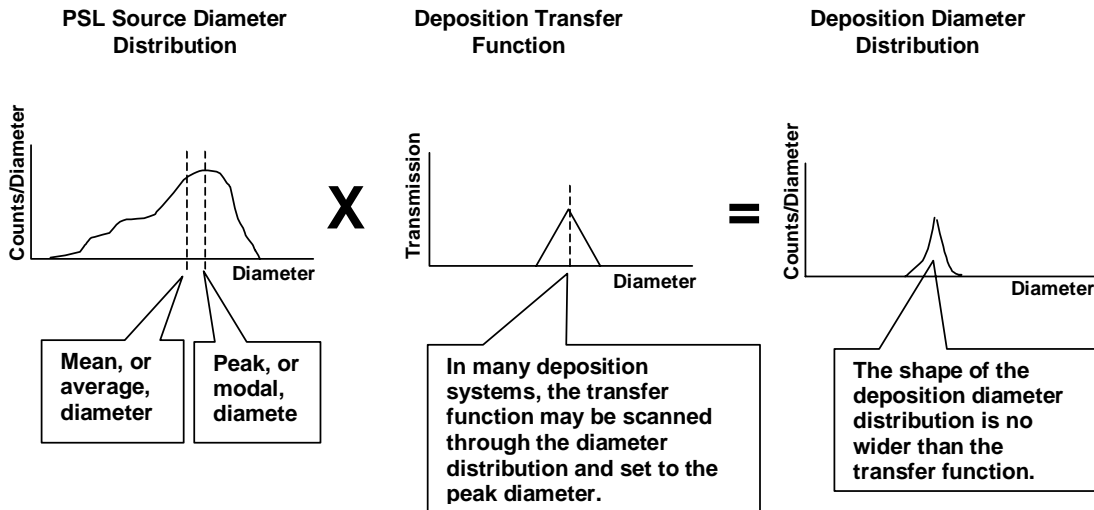 PSL Source Diameter
Distribution
Deposition Transfer
Function
Deposition Diameter
Distribution
Counts/Diameter
Diameter
X
Transmission
Diameter
=
Counts/Diameter
Diameter
Mean, or
average,
diameter
Peak, or
modal,
diamete
In many deposition
systems, the transfer
function may be scanned
through the diameter
distribution and set to the
peak diameter.
The shape of the
deposition diameter
distribution is no
wider than the
transfer function.